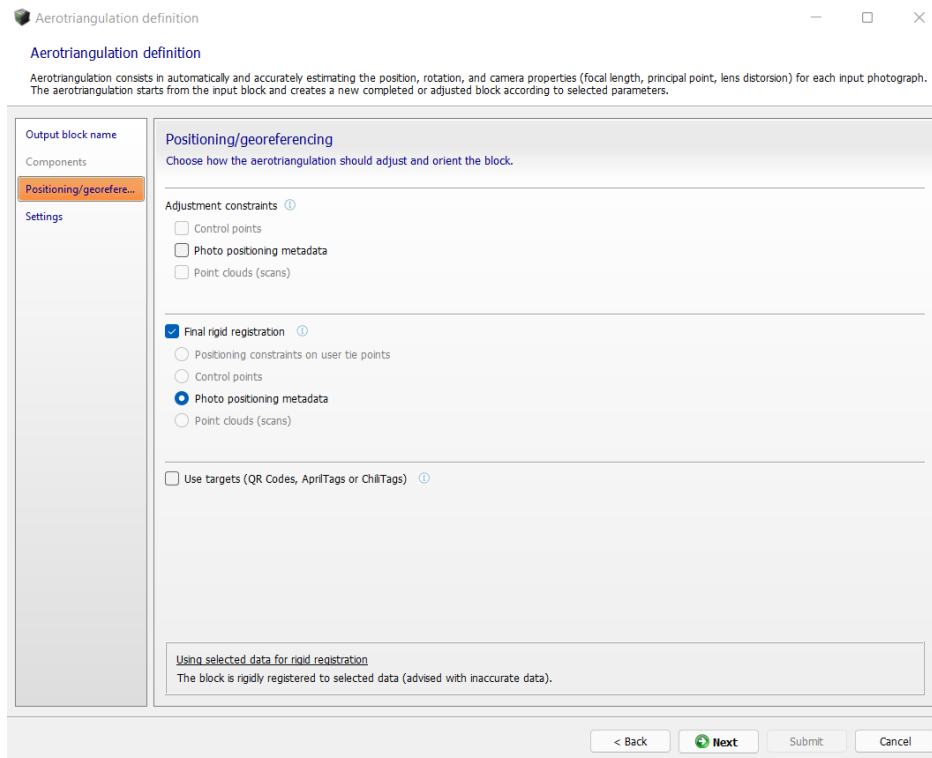 Aerotriangulation definition
Aerotriangulation definition
Aerotriangulation consists in automatically and accurately estimating the position, rotation, and camera properties (focal length, principal point, lens distorsion) for each input photograph.
The aerotriangulation starts from the input block and creates a new completed or adjusted block according to selected parameters.
Output block name
Components
Positioning/georefere...
Settings
Positioning/georeferencing
Choose how the aerotriangulation should adjust and orient the block.
Adjustment constraints
Control points
Photo positioning metadata
Point clouds (scans)
Final rigid registration
Positioning constraints on user tie points
Control points
Photo positioning metadata
Point clouds (scans)
Use targets (QR Codes, AprilTags or ChiliTags)
Using selected data for rigid registration
The block is rigidly registered to selected data (advised with inaccurate data).
< Back Next Submit Cancel